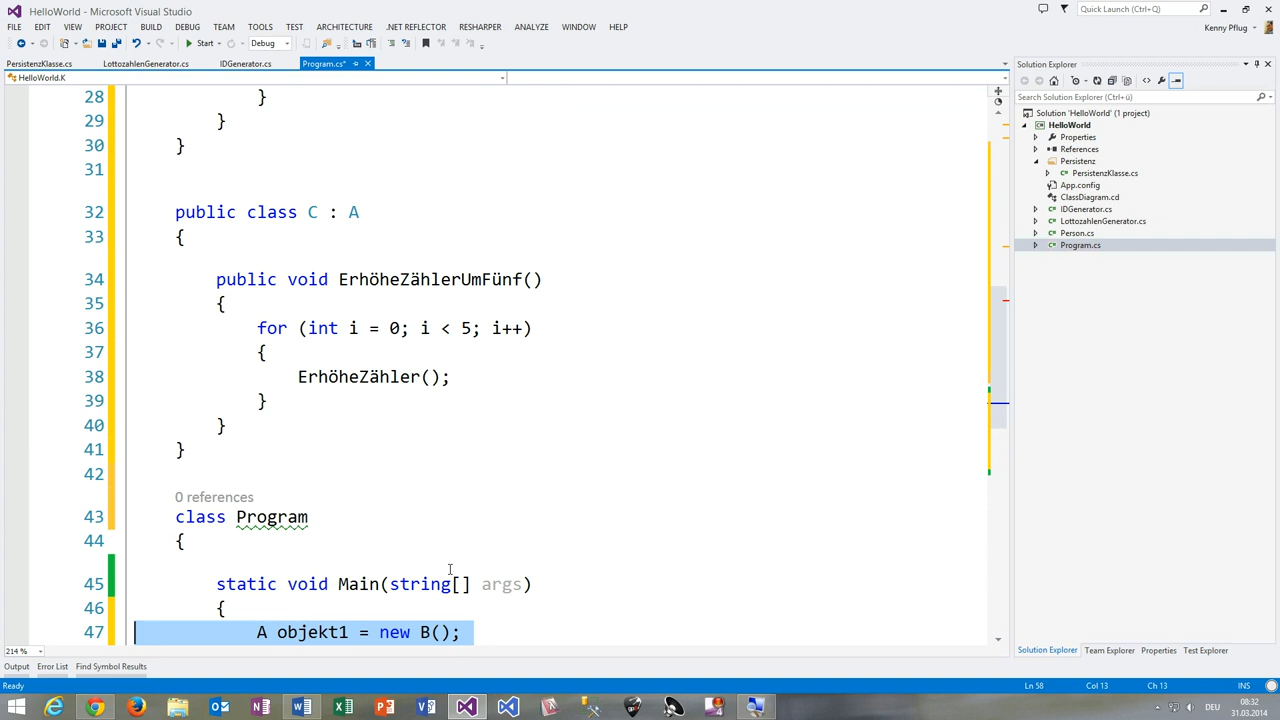 HelloWorld - Microsoft Visual Studio
Quick Launch (Ctrl+Q)
FILE EDIT VIEW PROJECT BUILD DEBUG TEAM TOOLS TEST ARCHITECTURE .NET REFLECTOR RESHARPER ANALYZE WINDOW HELP
Kenny Pflug
Start
Debug
PersistenzKlasse.cs LottozahlenGenerator.cs IDGenerator.cs Program.cs*
HelloWorld.K
28 }
29 }
30 }
31
32 public class C : A
33 {
34 public void ErhöheZählerUmFünf()
35 {
36 for (int i = 0; i < 5; i++)
37 {
38 ErhöheZähler();
39 }
40 }
41 }
42
0 references
43 class Program
44 {
45 static void Main(string[] args)
46 {
47 A objekt1 = new B();
214 %
Solution Explorer
Search Solution Explorer (Ctrl+ü)
Solution 'HelloWorld' (1 project)
HelloWorld
Properties
References
Persistenz
PersistenzKlasse.cs
App.config
ClassDiagram.cd
IDGenerator.cs
LottozahlenGenerator.cs
Person.cs
Program.cs
Solution Explorer Team Explorer Properties Test Explorer
Output Error List Find Symbol Results
Ready
Ln 58 Col 13 Ch 13 INS
DEU
08:32
31.03.2014